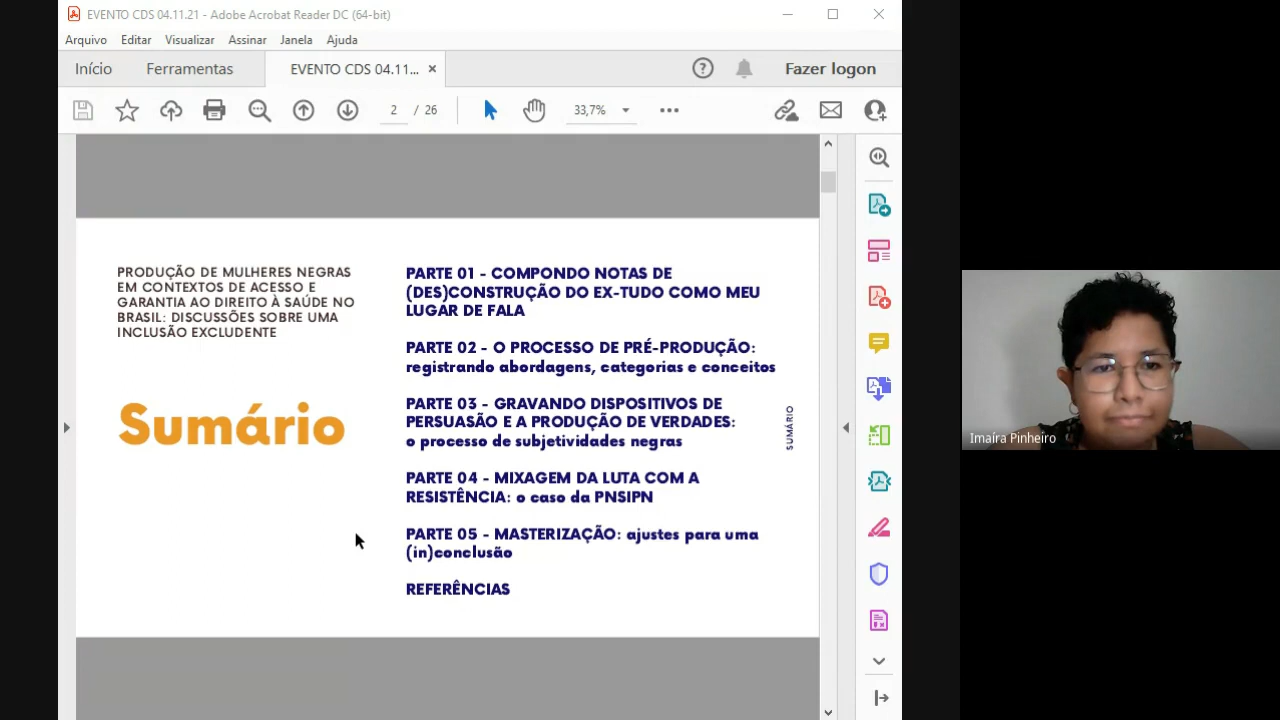 EVENTO CDS 04.11.21 - Adobe Acrobat Reader DC (64-bit)
Arquivo Editar Visualizar Assinar Janela Ajuda
Início Ferramentas EVENTO CDS 04.11... × Fazer logon
2 / 26 33,7%
PRODUÇÃO DE MULHERES NEGRAS
EM CONTEXTOS DE ACESSO E
GARANTIA AO DIREITO À SAÚDE NO
BRASIL: DISCUSSÕES SOBRE UMA
INCLUSÃO EXCLUDENTE
Sumário
PARTE 01 - COMPONDO NOTAS DE
(DES)CONSTRUÇÃO DO EX-TUDO COMO MEU
LUGAR DE FALA
PARTE 02 - O PROCESSO DE PRÉ-PRODUÇÃO:
registrando abordagens, categorias e conceitos
PARTE 03 - GRAVANDO DISPOSITIVOS DE
PERSUASÃO E A PRODUÇÃO DE VERDADES:
o processo de subjetividades negras
PARTE 04 - MIXAGEM DA LUTA COM A
RESISTÊNCIA: o caso da PNSIPN
PARTE 05 - MASTERIZAÇÃO: ajustes para uma
(in)conclusão
REFERÊNCIAS
SUMÁRIO
Imaíra Pinheiro